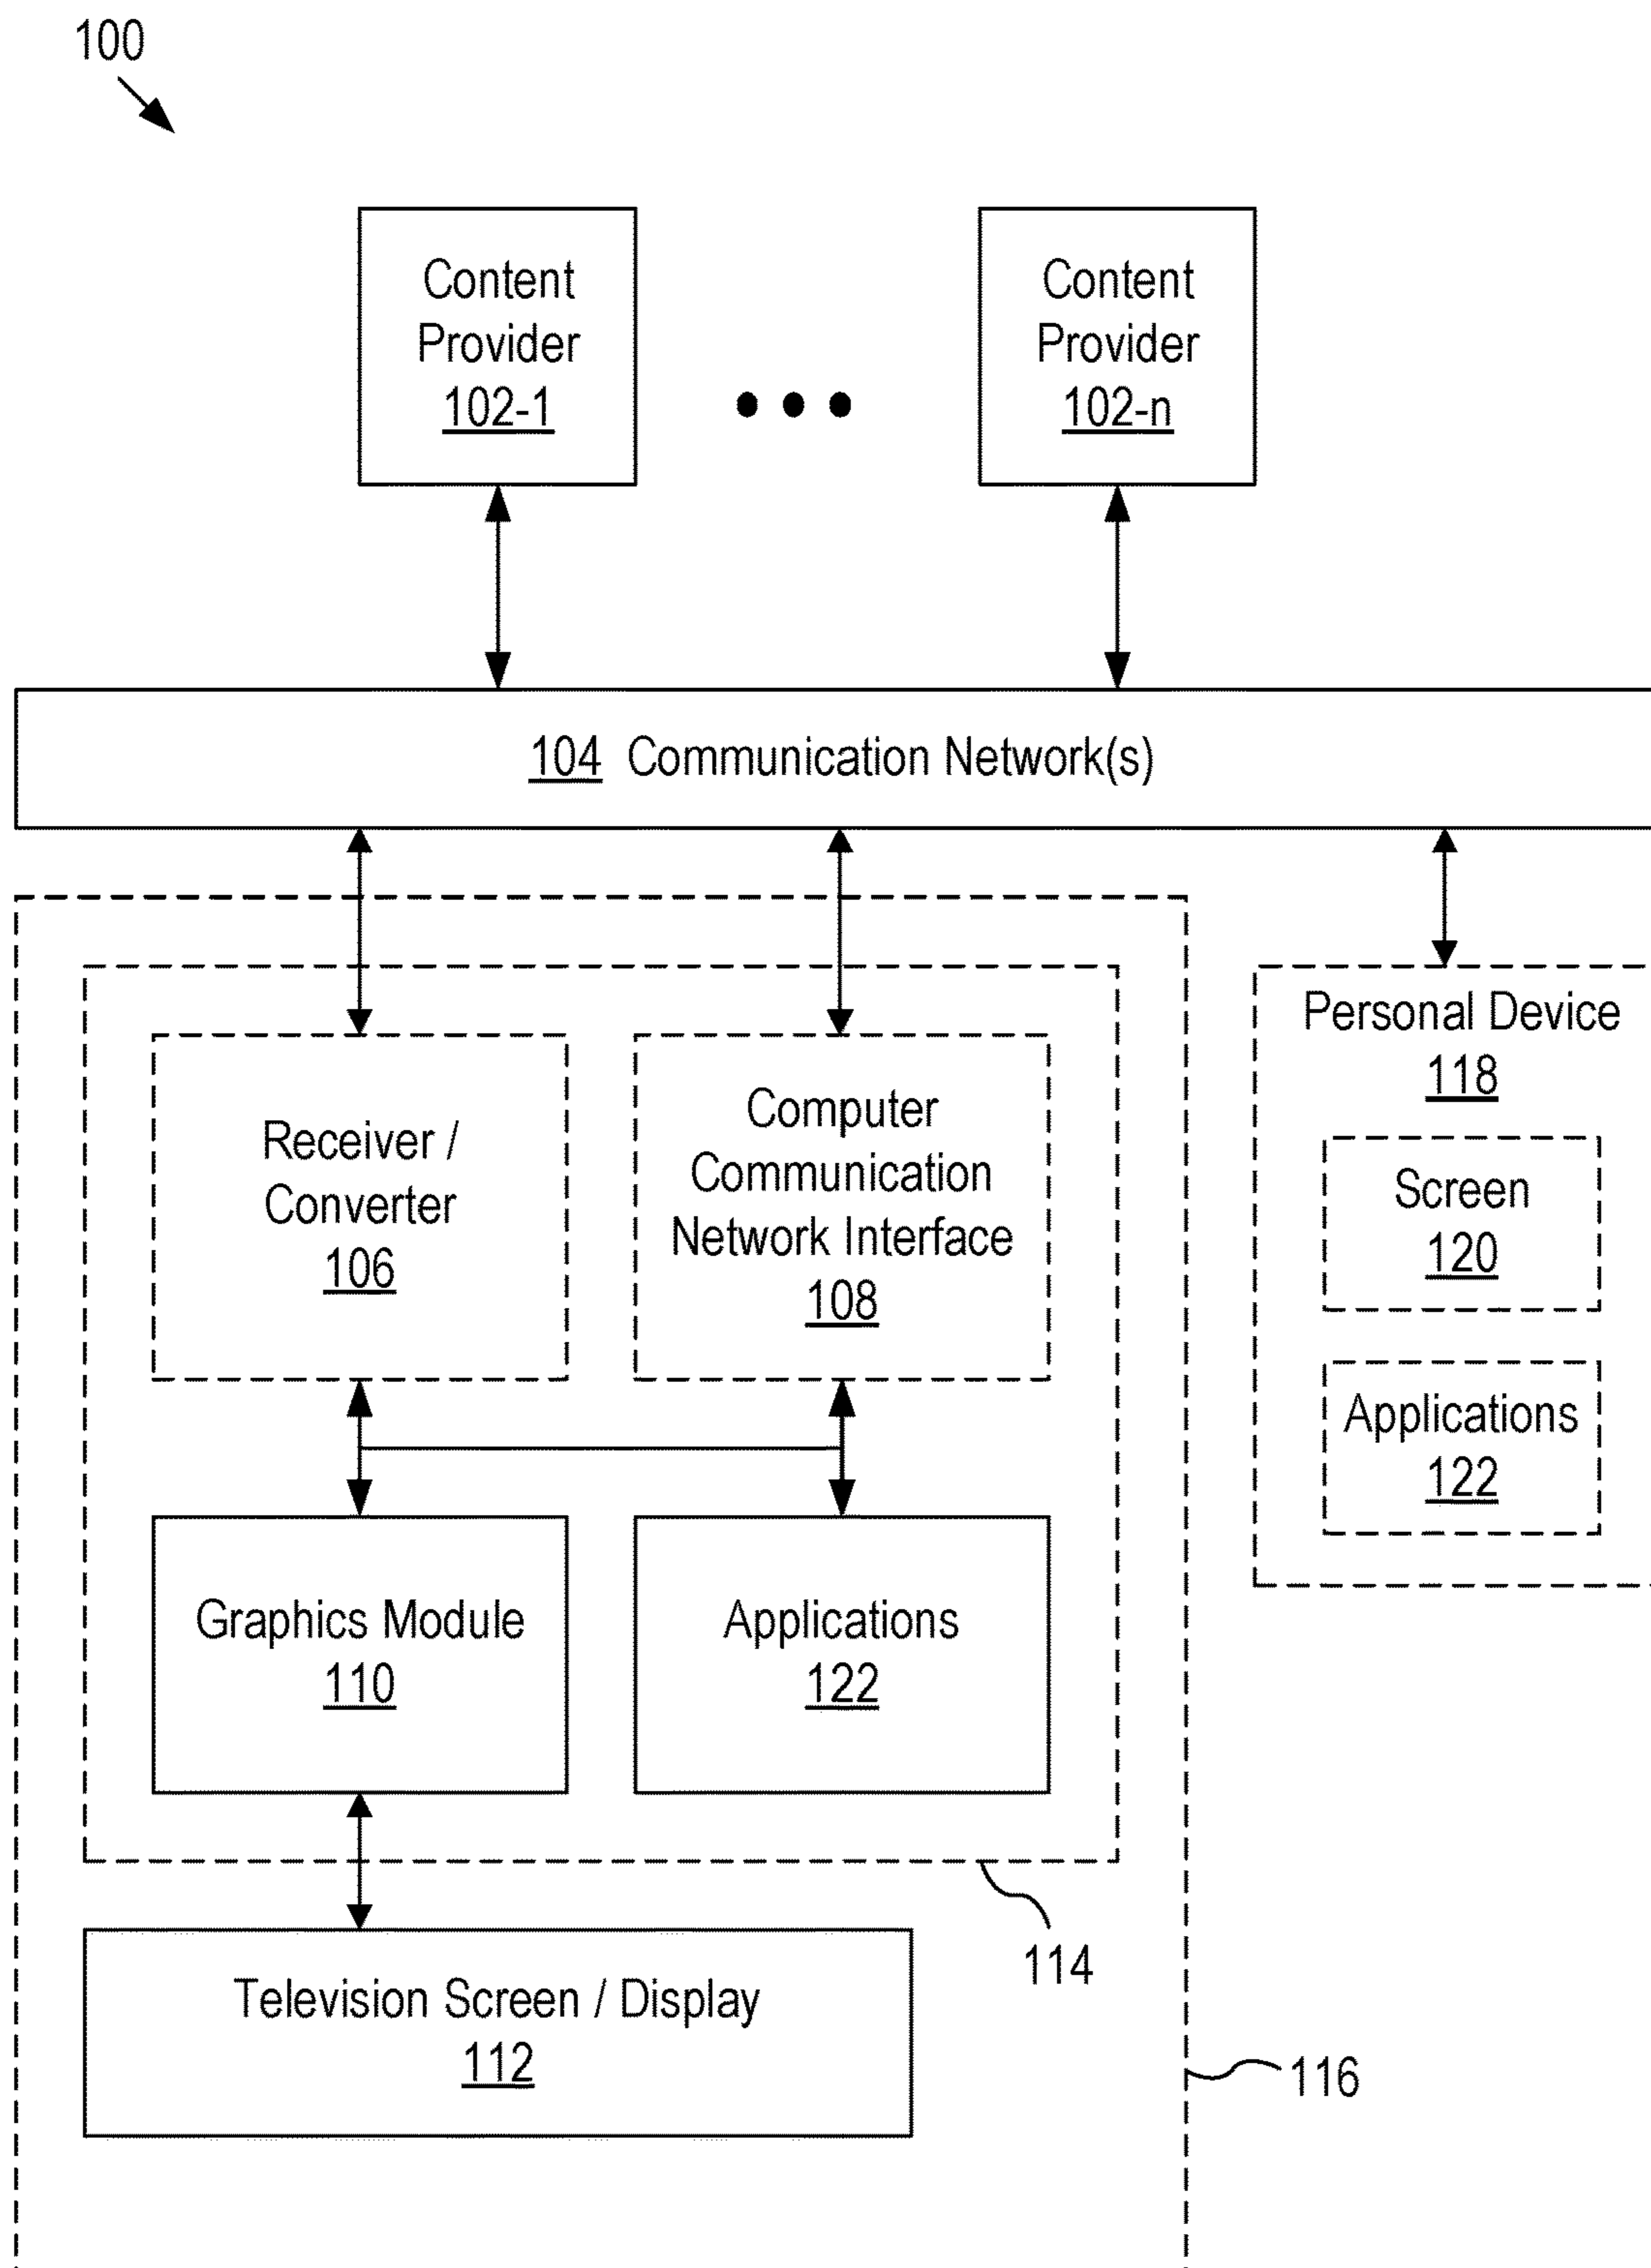 100
Content
Provider
102-1
Content
Provider
102-n
104 Communication Network(s)
Receiver /
Converter
106
Computer
Communication
Network Interface
108
Personal Device
118
Screen
120
Applications
122
Graphics Module
110
Applications
122
114
Television Screen / Display
112
116